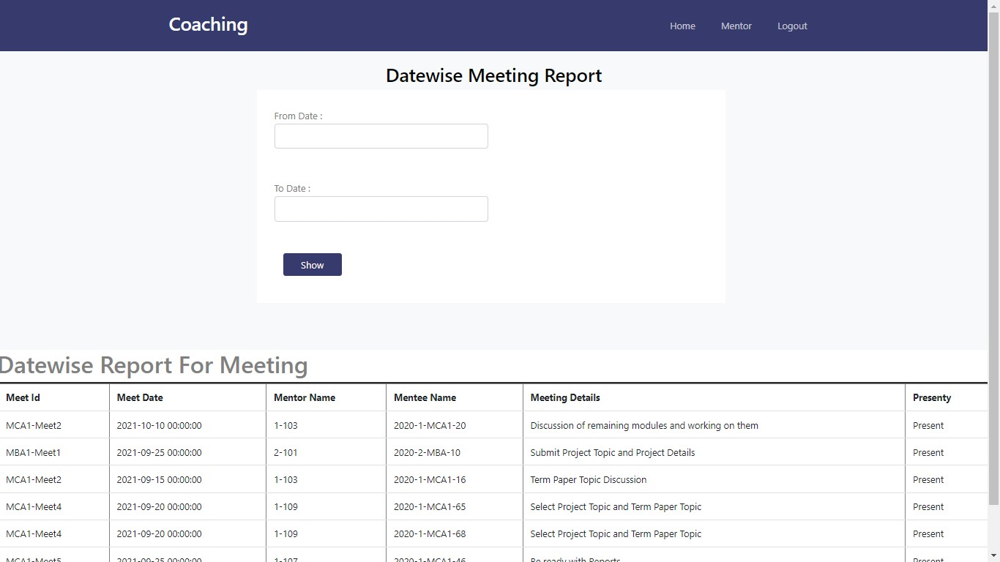 Coaching Home Mentor Logout
Datewise Meeting Report
From Date :
To Date :
Show
Datewise Report For Meeting
Meet Id Meet Date Mentor Name Mentee Name Meeting Details Presenty
MCA1-Meet2 2021-10-10 00:00:00 1-103 2020-1-MCA1-20 Discussion of remaining modules and working on them Present
MBA1-Meet1 2021-09-25 00:00:00 2-101 2020-2-MBA-10 Submit Project Topic and Project Details Present
MCA1-Meet2 2021-09-15 00:00:00 1-103 2020-1-MCA1-16 Term Paper Topic Discussion Present
MCA1-Meet4 2021-09-20 00:00:00 1-109 2020-1-MCA1-65 Select Project Topic and Term Paper Topic Present
MCA1-Meet4 2021-09-20 00:00:00 1-109 2020-1-MCA1-68 Select Project Topic and Term Paper Topic Present
MCA1-Meet5 2021-09-25 00:00:00 1-107 2020-1-MCA1-46 Be ready with Reports Present